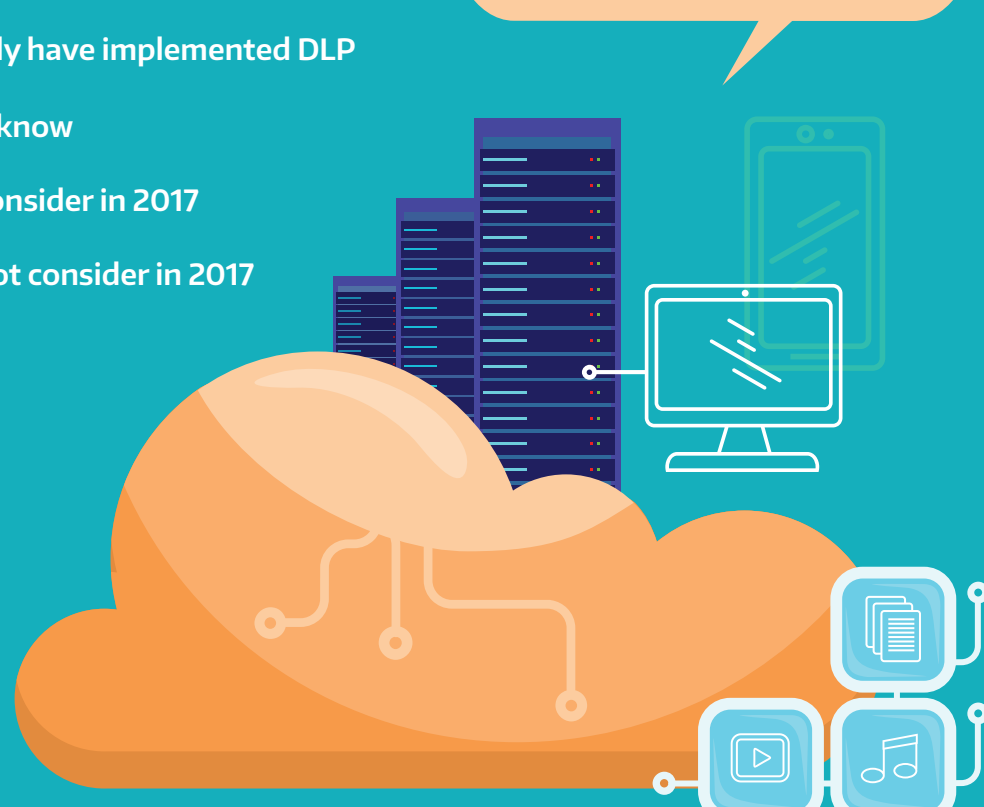 ly have implemented DLP
know
onsider in 2017
ot consider in 2017